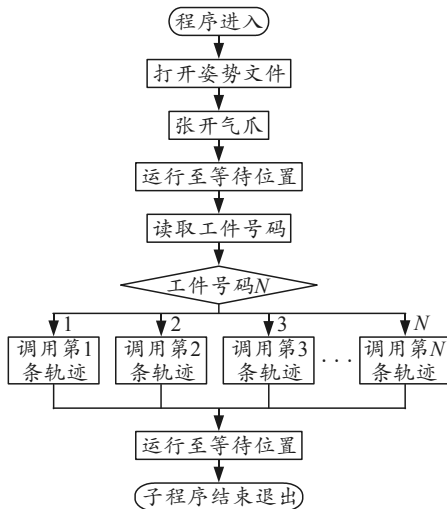 程序进入
打开姿势文件
张开气爪
运行至等待位置
读取工件号码
工件号码N
1 2 3 N
调用第1 调用第2 调用第3 ... 调用第N
条轨迹 条轨迹 条轨迹 条轨迹
运行至等待位置
子程序结束退出